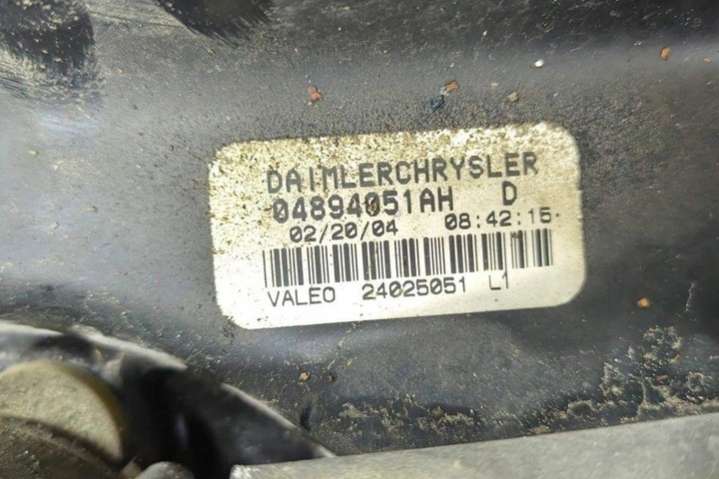 DAIMLERCHRYSLER
04894051AH D
02/20/04 08:42:15
VALEO 24025051 L1